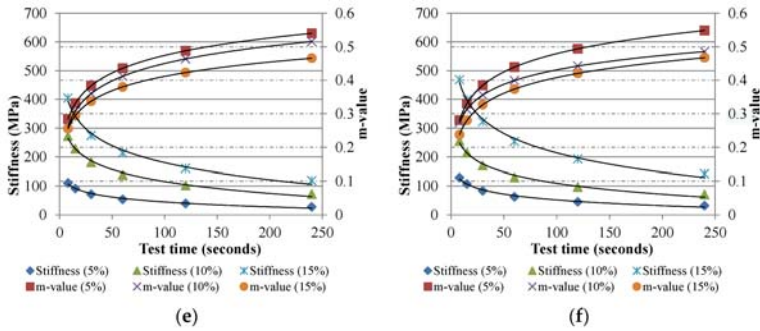 700
600
500
400
300
200
100
0
Stiffness (MPa)
0.6
0.5
0.4
0.3
0.2
0.1
0
m-value
0 50 100 150 200 250
Test time (seconds)
Stiffness (5%) Stiffness (10%) Stiffness (15%)
m-value (5%) m-value (10%) m-value (15%)
(e)
700
600
500
400
300
200
100
0
Stiffness (MPa)
0.6
0.5
0.4
0.3
0.2
0.1
0
m-value
0 50 100 150 200 250
Test time (seconds)
Stiffness (5%) Stiffness (10%) Stiffness (15%)
m-value (5%) m-value (10%) m-value (15%)
(f)